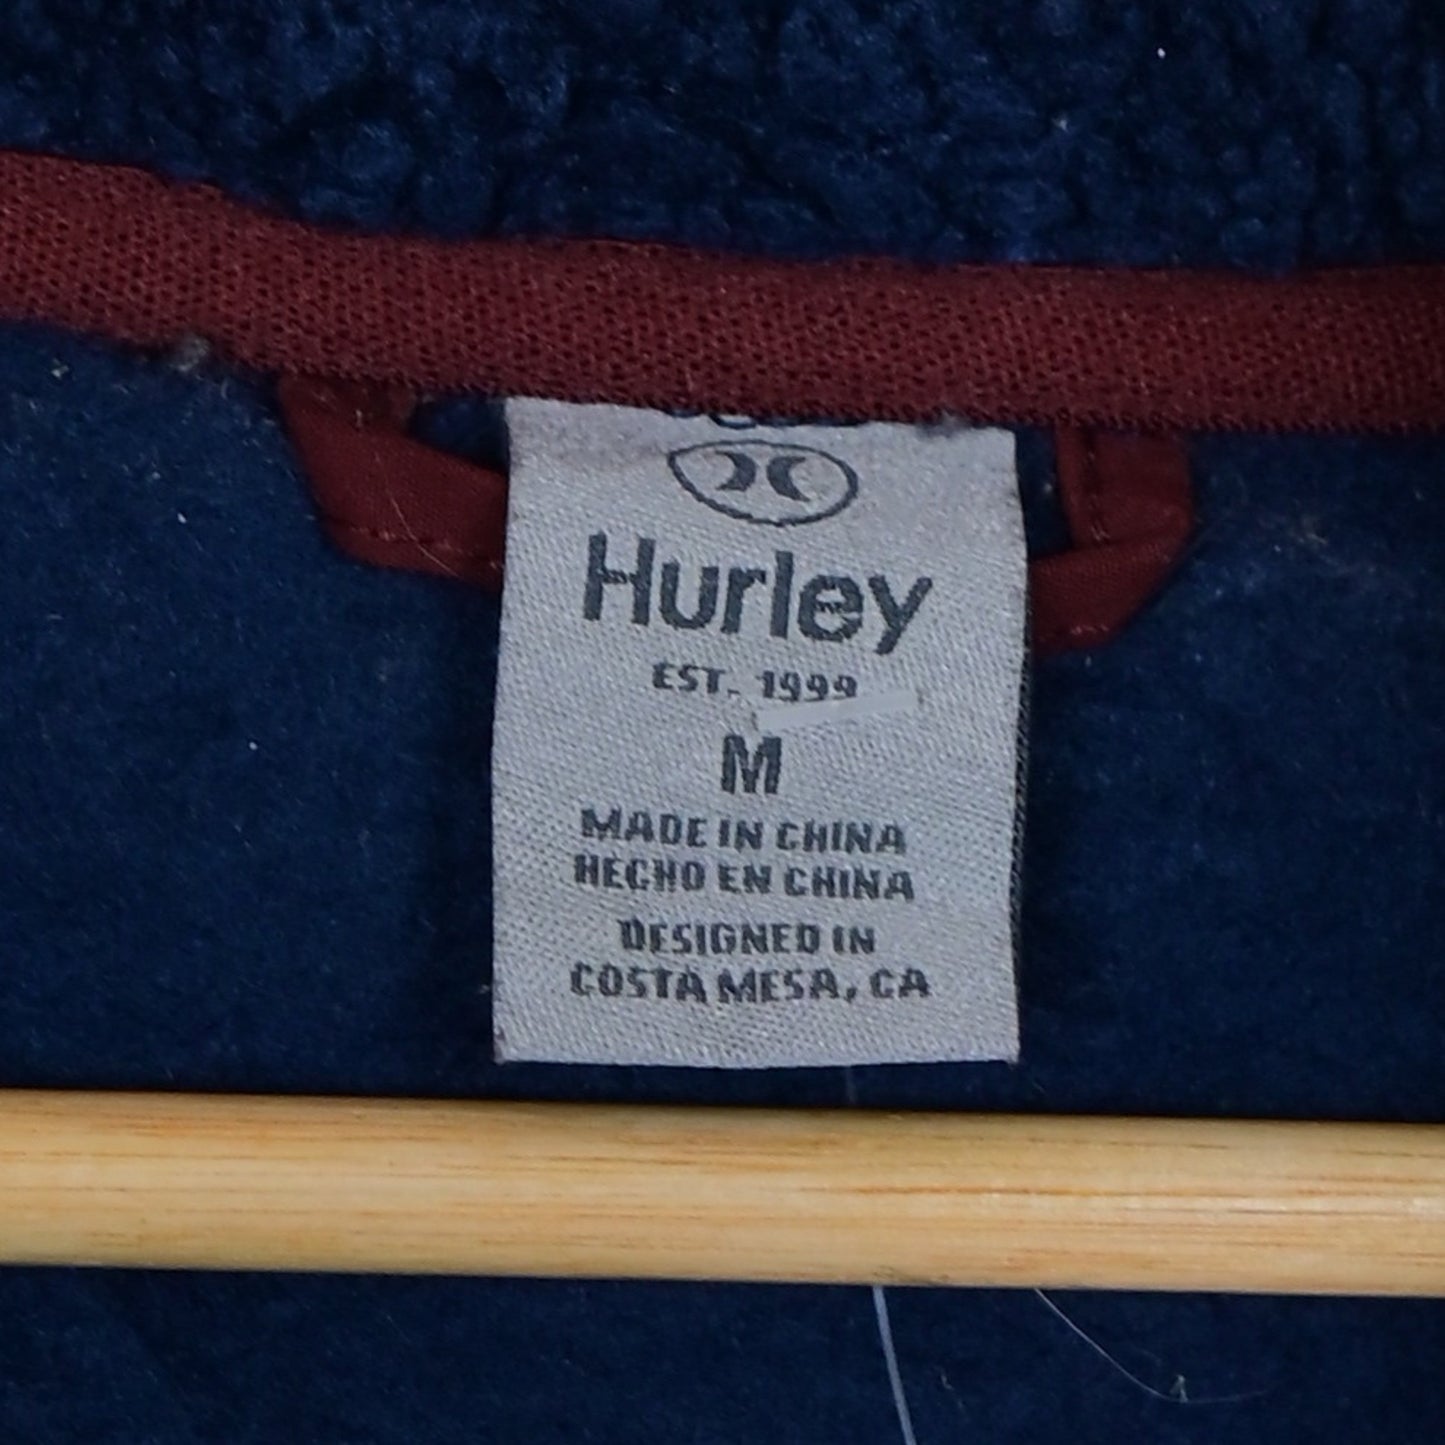 Hurley
EST. 1999
M
MADE IN CHINA
HECHO EN CHINA
DESIGNED IN
COSTA MESA, CA